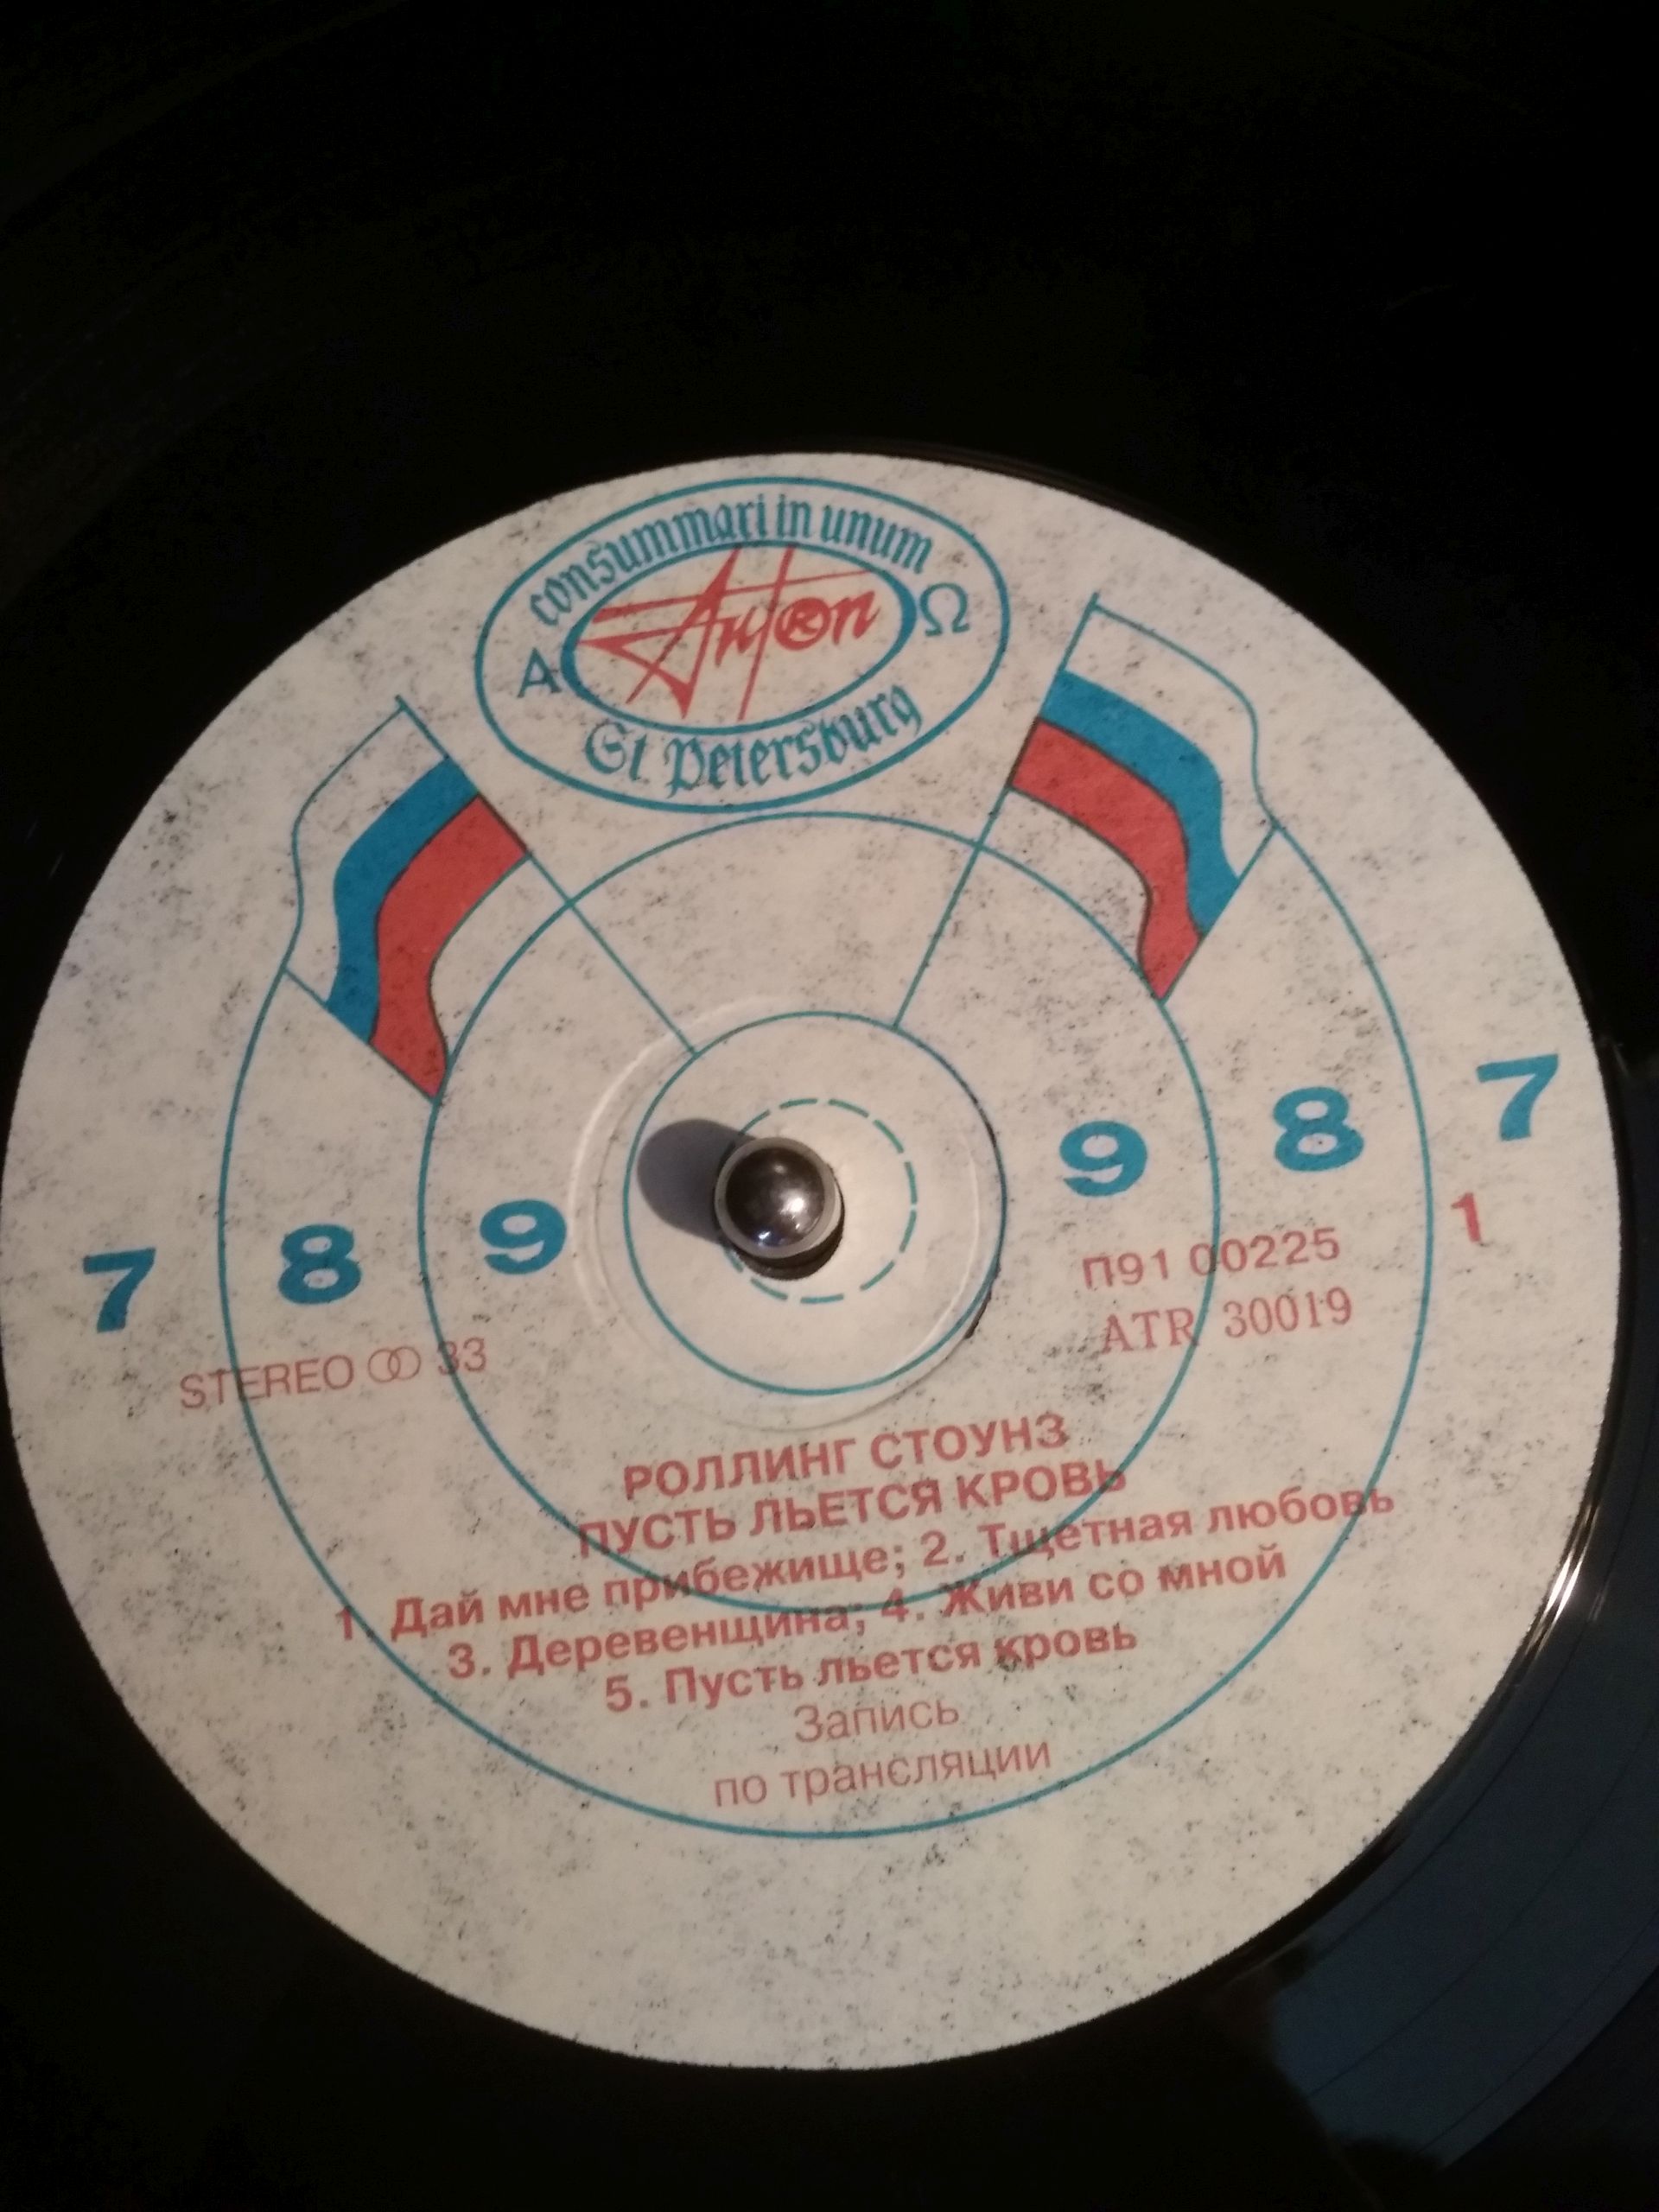 consummari in unum
A Anton Ω
St. Petersburg
7 8 9 9 8 7
1
STEREO 33
П91 00225
ATR 30019
РОЛЛИНГ СТОУНЗ
ПУСТЬ ЛЬЕТСЯ КРОВЬ
1. Дай мне прибежище; 2. Тщетная любовь
3. Деревенщина; 4. Живи со мной
5. Пусть льется кровь
Запись
по трансляции